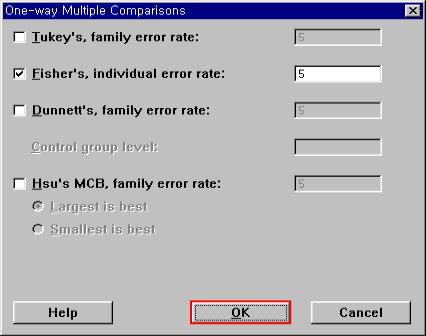 One-way Multiple Comparisons
Tukey's, family error rate: 5
Fisher's, individual error rate: 5
Dunnett's, family error rate: 5
Control group level:
Hsu's MCB, family error rate: 5
Largest is best
Smallest is best
Help OK Cancel